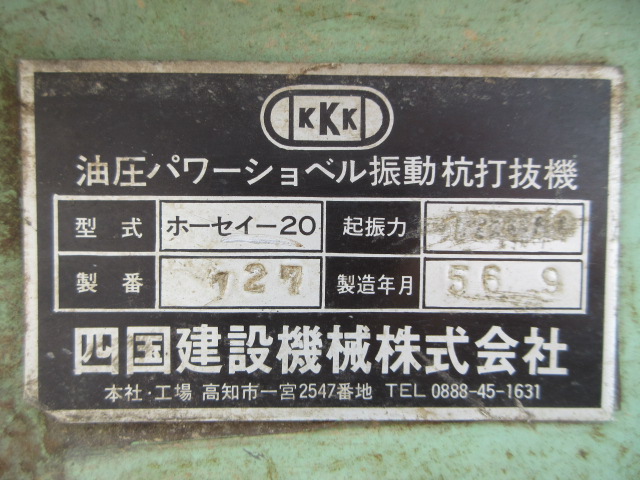 KKK
油圧パワーショベル振動杭打抜機
型式 ホーセイー20 起振力
製番 727 製造年月 56 9
四国建設機械株式会社
本社・工場 高知市一宮2547番地 TEL 0888-45-1631